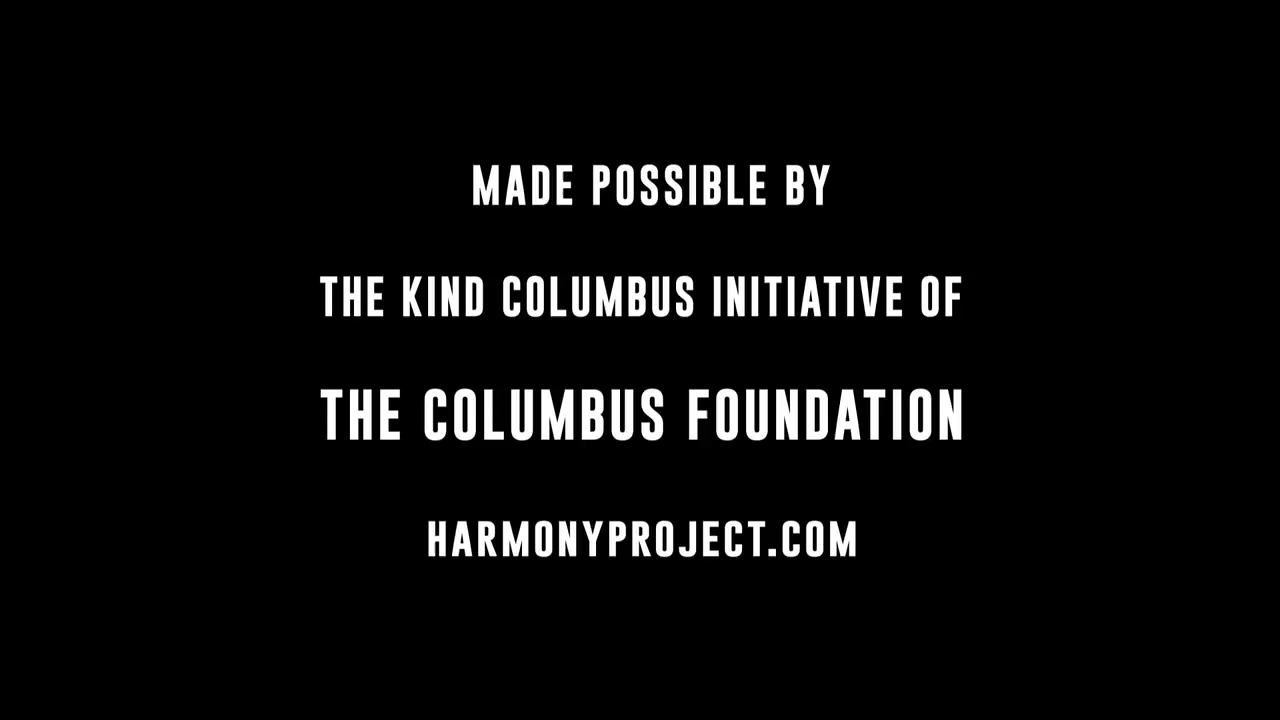 MADE POSSIBLE BY
THE KIND COLUMBUS INITIATIVE OF
THE COLUMBUS FOUNDATION
HARMONYPROJECT.COM